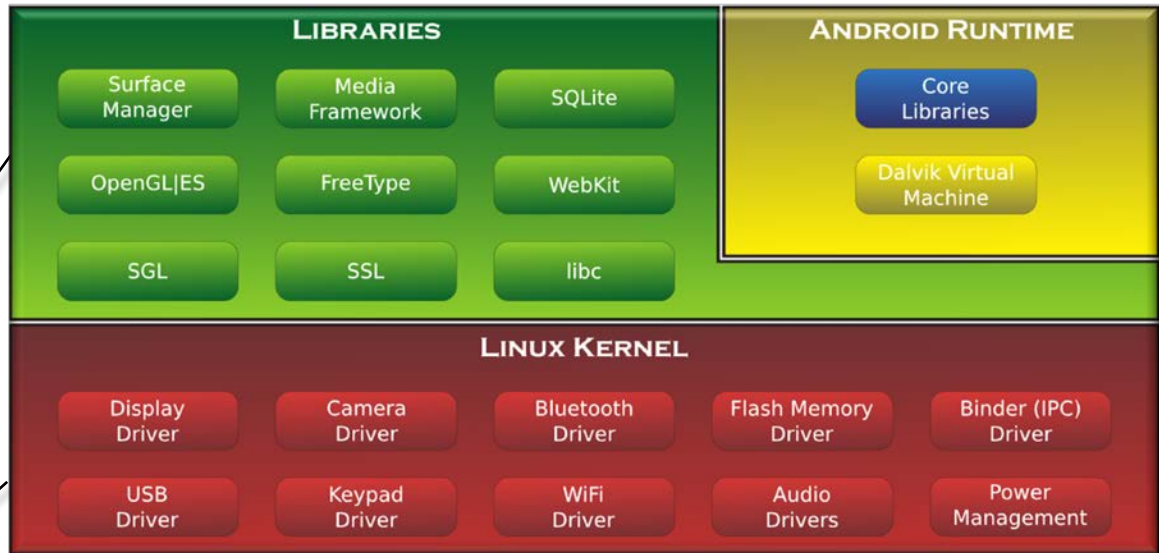 LIBRARIES
Surface
Manager
Media
Framework
SQLite
OpenGL|ES
FreeType
WebKit
SGL
SSL
libc
ANDROID RUNTIME
Core
Libraries
Dalvik Virtual
Machine
LINUX KERNEL
Display
Driver
Camera
Driver
Bluetooth
Driver
Flash Memory
Driver
Binder (IPC)
Driver
USB
Driver
Keypad
Driver
WiFi
Driver
Audio
Drivers
Power
Management